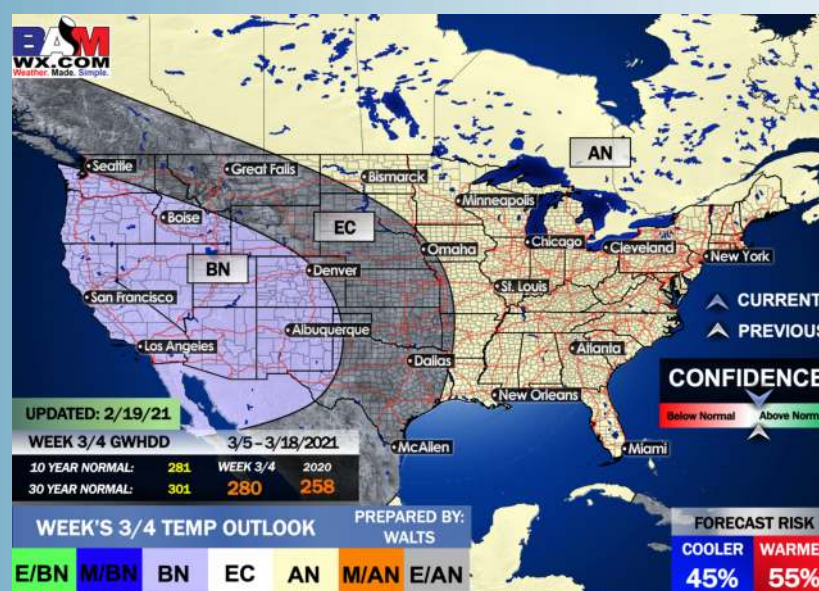 BAM
WX.COM
Weather. Made. Simple.
AN
Seattle
Great Falls
Bismarck
Minneapolis
Boise
EC
Omaha
Chicago
Cleveland
New York
BN
Denver
St. Louis
San Francisco
CURRENT
Albuquerque
PREVIOUS
Los Angeles
Atlanta
Dallas
CONFIDENCE
New Orleans
Below Normal
Above Norm
UPDATED: 2/19/21
WEEK 3/4 GWHDD 3/5 – 3/18/2021
McAllen
Miami
10 YEAR NORMAL: 281 WEEK 3/4 2020
30 YEAR NORMAL: 301 280 258
WEEK'S 3/4 TEMP OUTLOOK
PREPARED BY:
WALTS
FORECAST RISK
COOLER WARME
45% 55%
E/BN M/BN BN EC AN M/AN E/AN